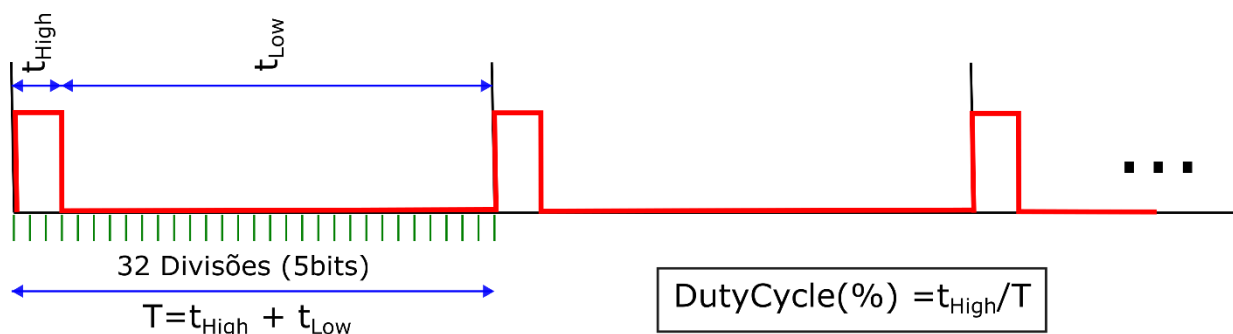 tHigh
tLow
...
32 Divisões (5bits)
T=tHigh + tLow
DutyCycle(%) =tHigh/T